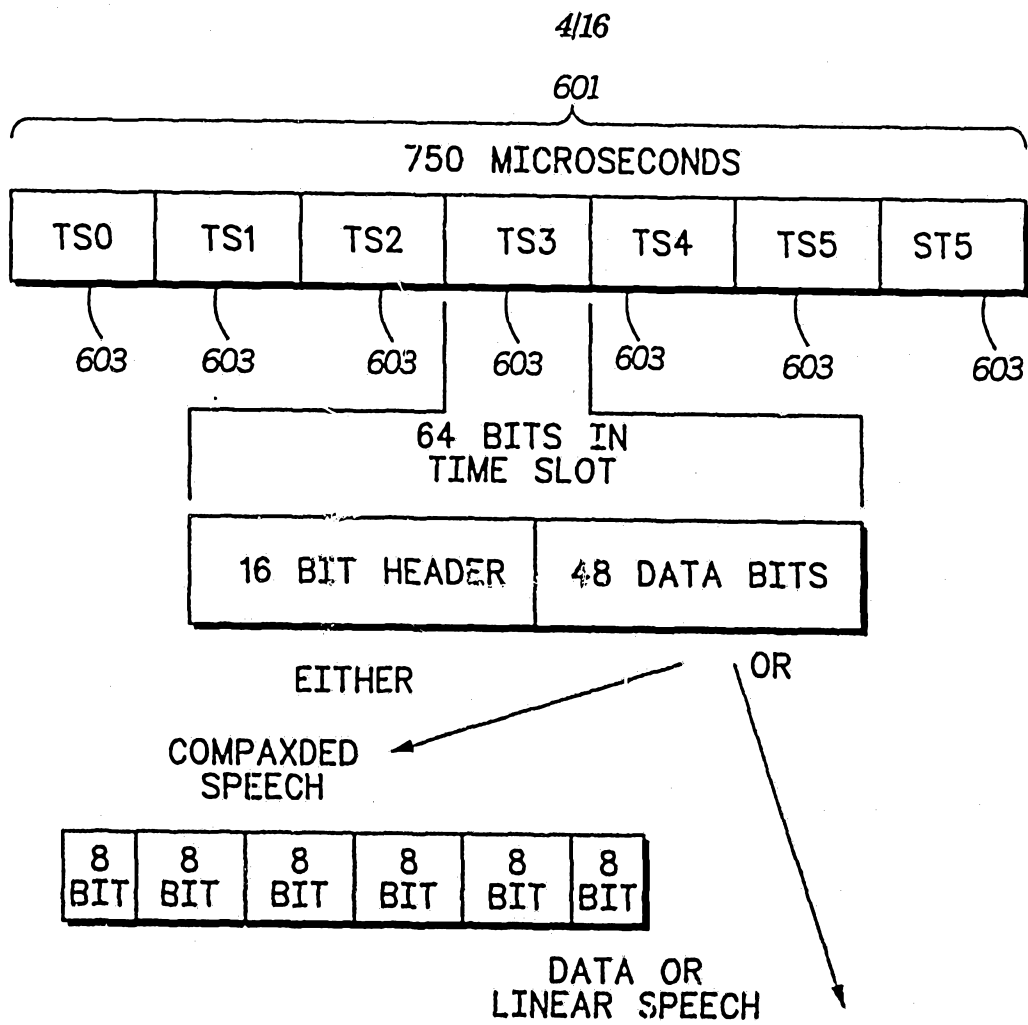 4/16
601
750 MICROSECONDS
TS0 TS1 TS2 TS3 TS4 TS5 ST5
603 603 603 603 603 603 603
64 BITS IN
TIME SLOT
16 BIT HEADER 48 DATA BITS
EITHER OR
COMPAXDED
SPEECH
8 8 8 8 8 8
BIT BIT BIT BIT BIT BIT
DATA OR
LINEAR SPEECH